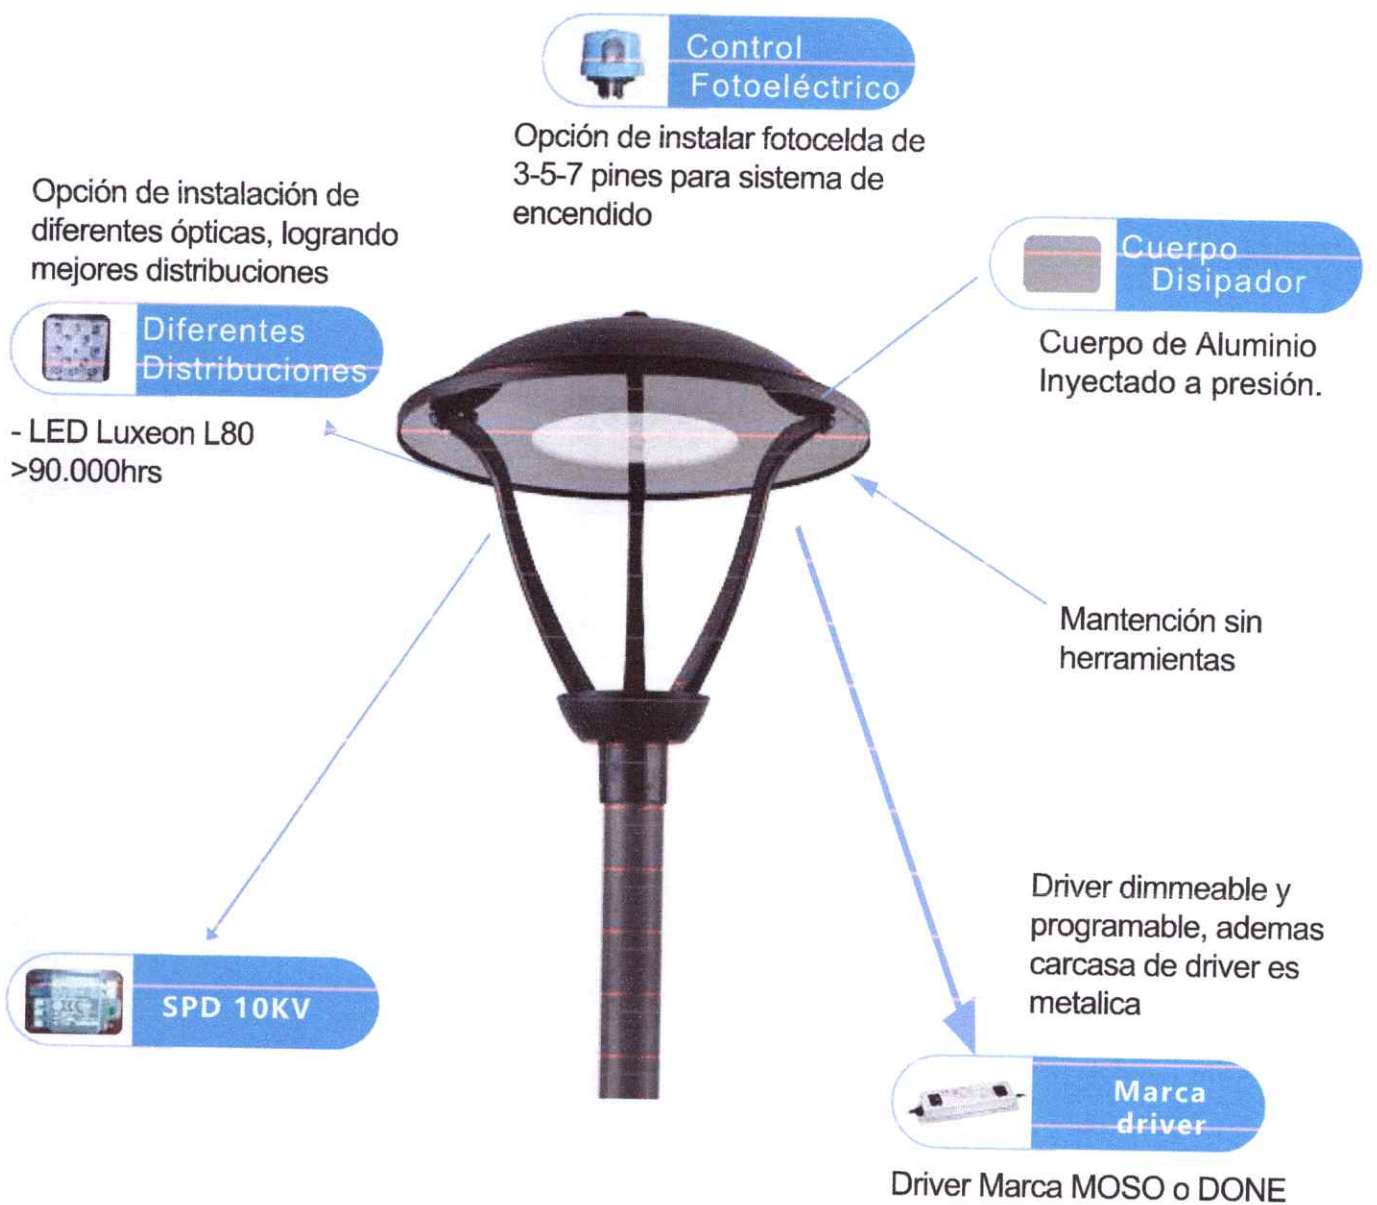 Control
Fotoeléctrico
Opción de instalar fotocelda de
3-5-7 pines para sistema de
encendido
Opción de instalación de
diferentes ópticas, logrando
mejores distribuciones
Diferentes
Distribuciones
- LED Luxeon L80
>90.000hrs
Cuerpo
Disipador
Cuerpo de Aluminio
Inyectado a presión.
Mantención sin
herramientas
SPD 10KV
Driver dimmeable y
programable, ademas
carcasa de driver es
metalica
Marca
driver
Driver Marca MOSO o DONE